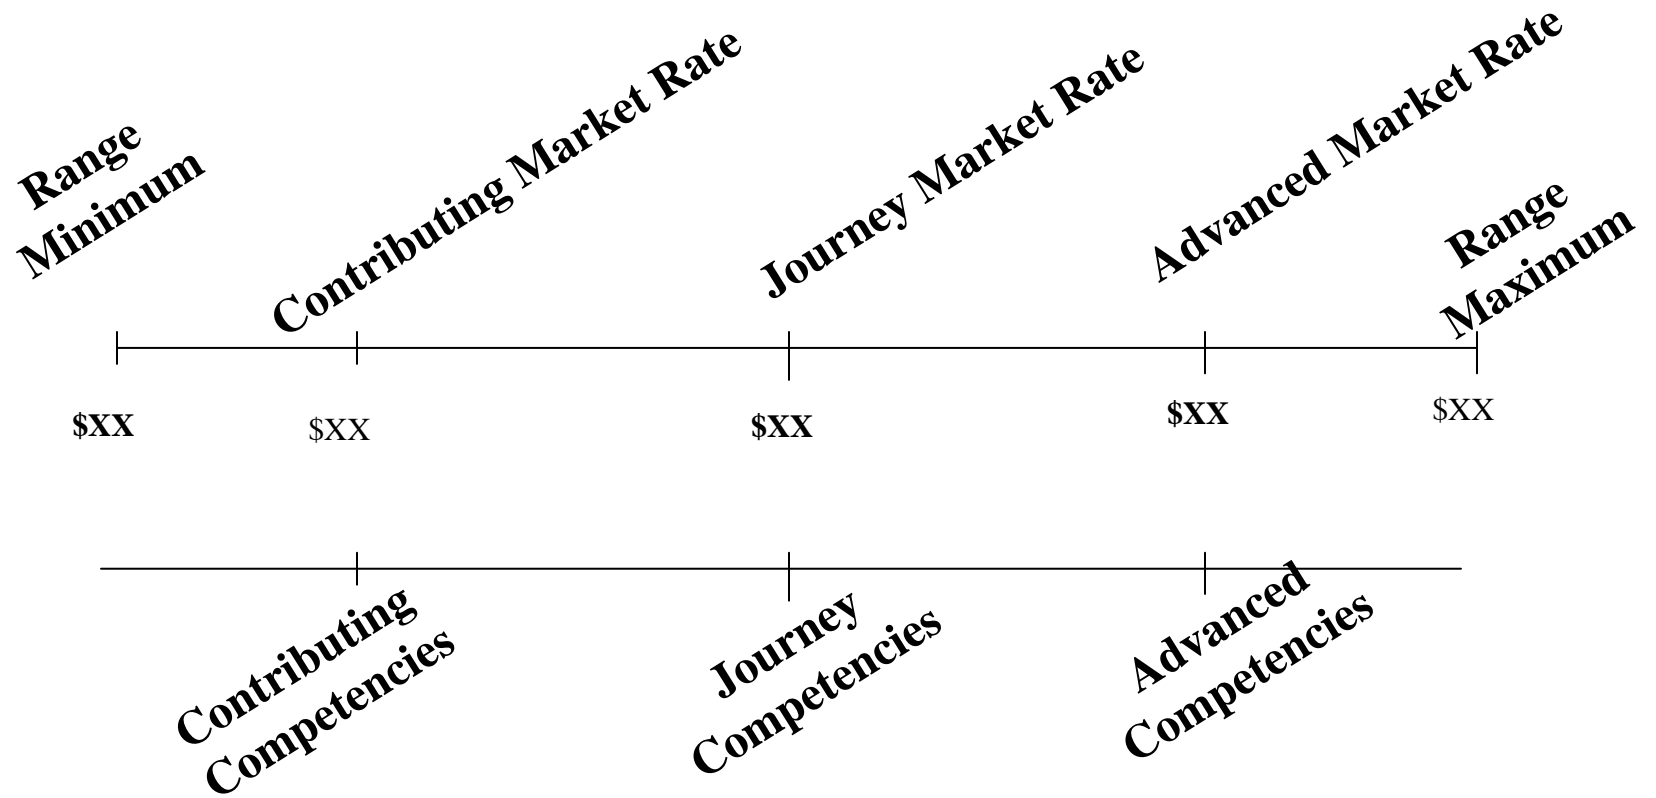 Range
Minimum
Contributing Market Rate
Journey Market Rate
Advanced Market Rate
Range
Maximum
$XX
$XX
$XX
$XX
$XX
Contributing
Competencies
Journey
Competencies
Advanced
Competencies